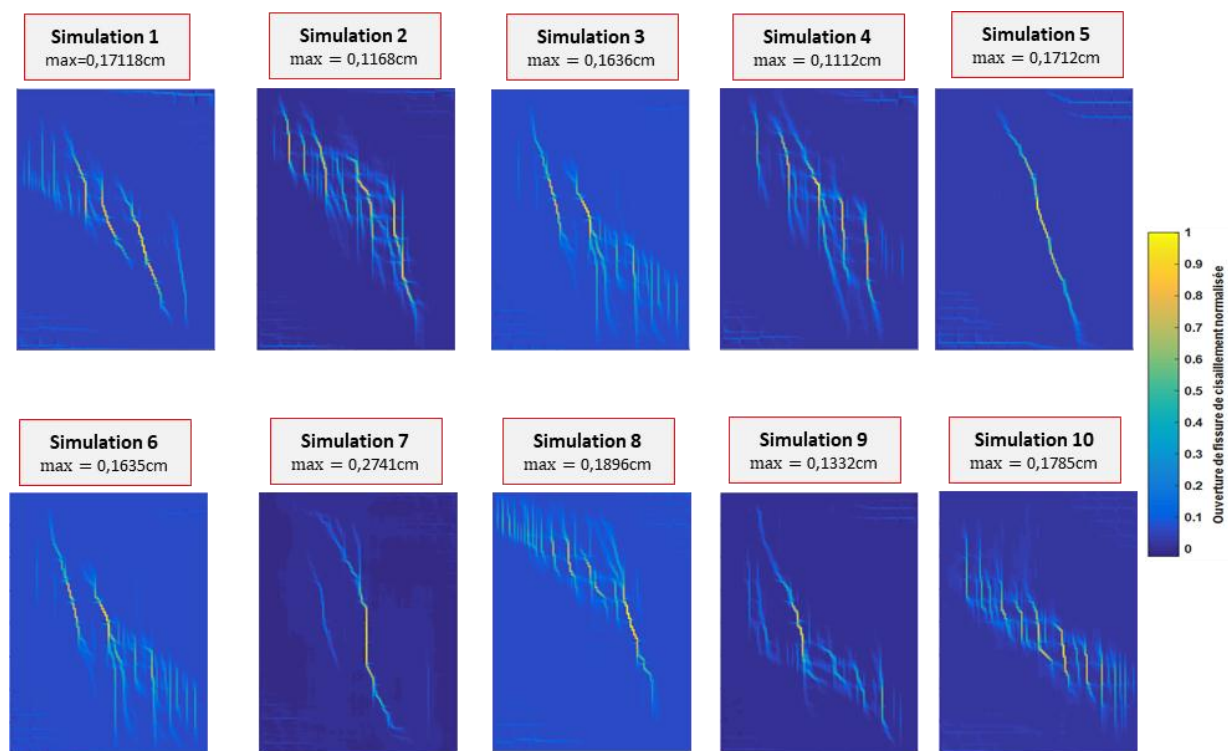 Simulation 1
max=0,17118cm
Simulation 2
max = 0,1168cm
Simulation 3
max = 0,1636cm
Simulation 4
max = 0,1112cm
Simulation 5
max = 0,1712cm
1
0.9
0.8
0.7
0.6
0.5
0.4
0.3
0.2
0.1
0
Ouverture de fissure de cisaillement normalisée
Simulation 6
max = 0,1635cm
Simulation 7
max = 0,2741cm
Simulation 8
max = 0,1896cm
Simulation 9
max = 0,1332cm
Simulation 10
max = 0,1785cm